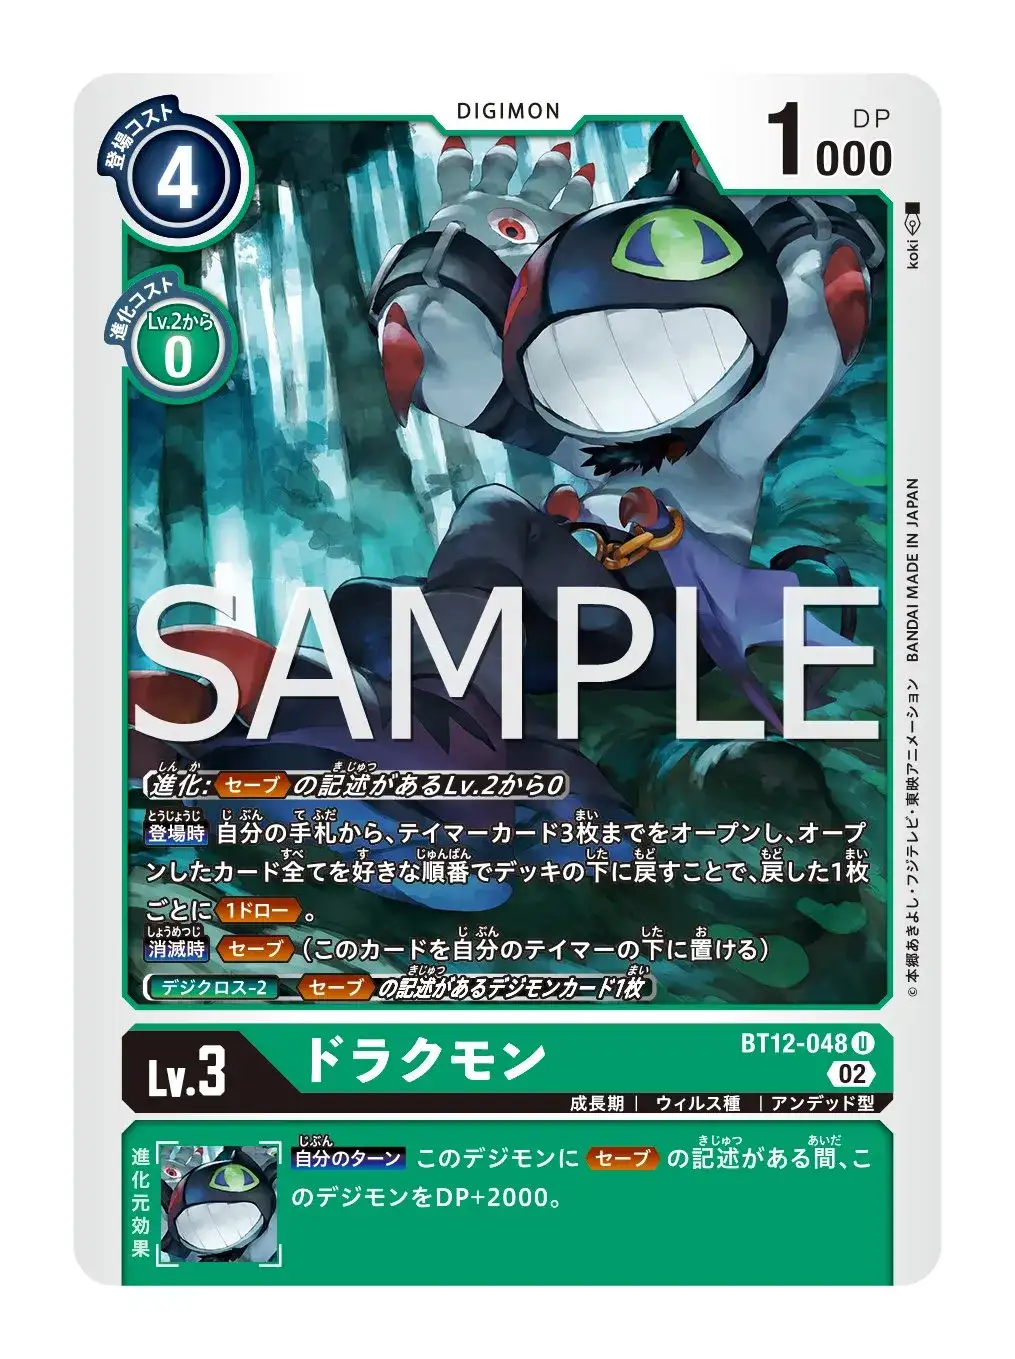 DIGIMON
登場コスト
4
1000
DP
koki
進化コスト
Lv.2から
0
SAMPLE
進化:セーブの記述があるLv.2から0
登場時 自分の手札から、テイマーカード3枚までをオープンし、オープ
ンしたカード全てを好きな順番でデッキの下に戻すことで、戻した1枚
ごとに1ドロー。
消滅時 セーブ(このカードを自分のテイマーの下に置ける)
デジクロス-2 セーブの記述があるデジモンカード1枚
©本郷あきよし・フジテレビ・東映アニメーション BANDAI MADE IN JAPAN
Lv.3
ドラクモン
BT12-048 U
02
成長期 | ウィルス種 | アンデッド型
進化元効果
自分のターン このデジモンにセーブの記述がある間、こ
のデジモンをDP+2000。